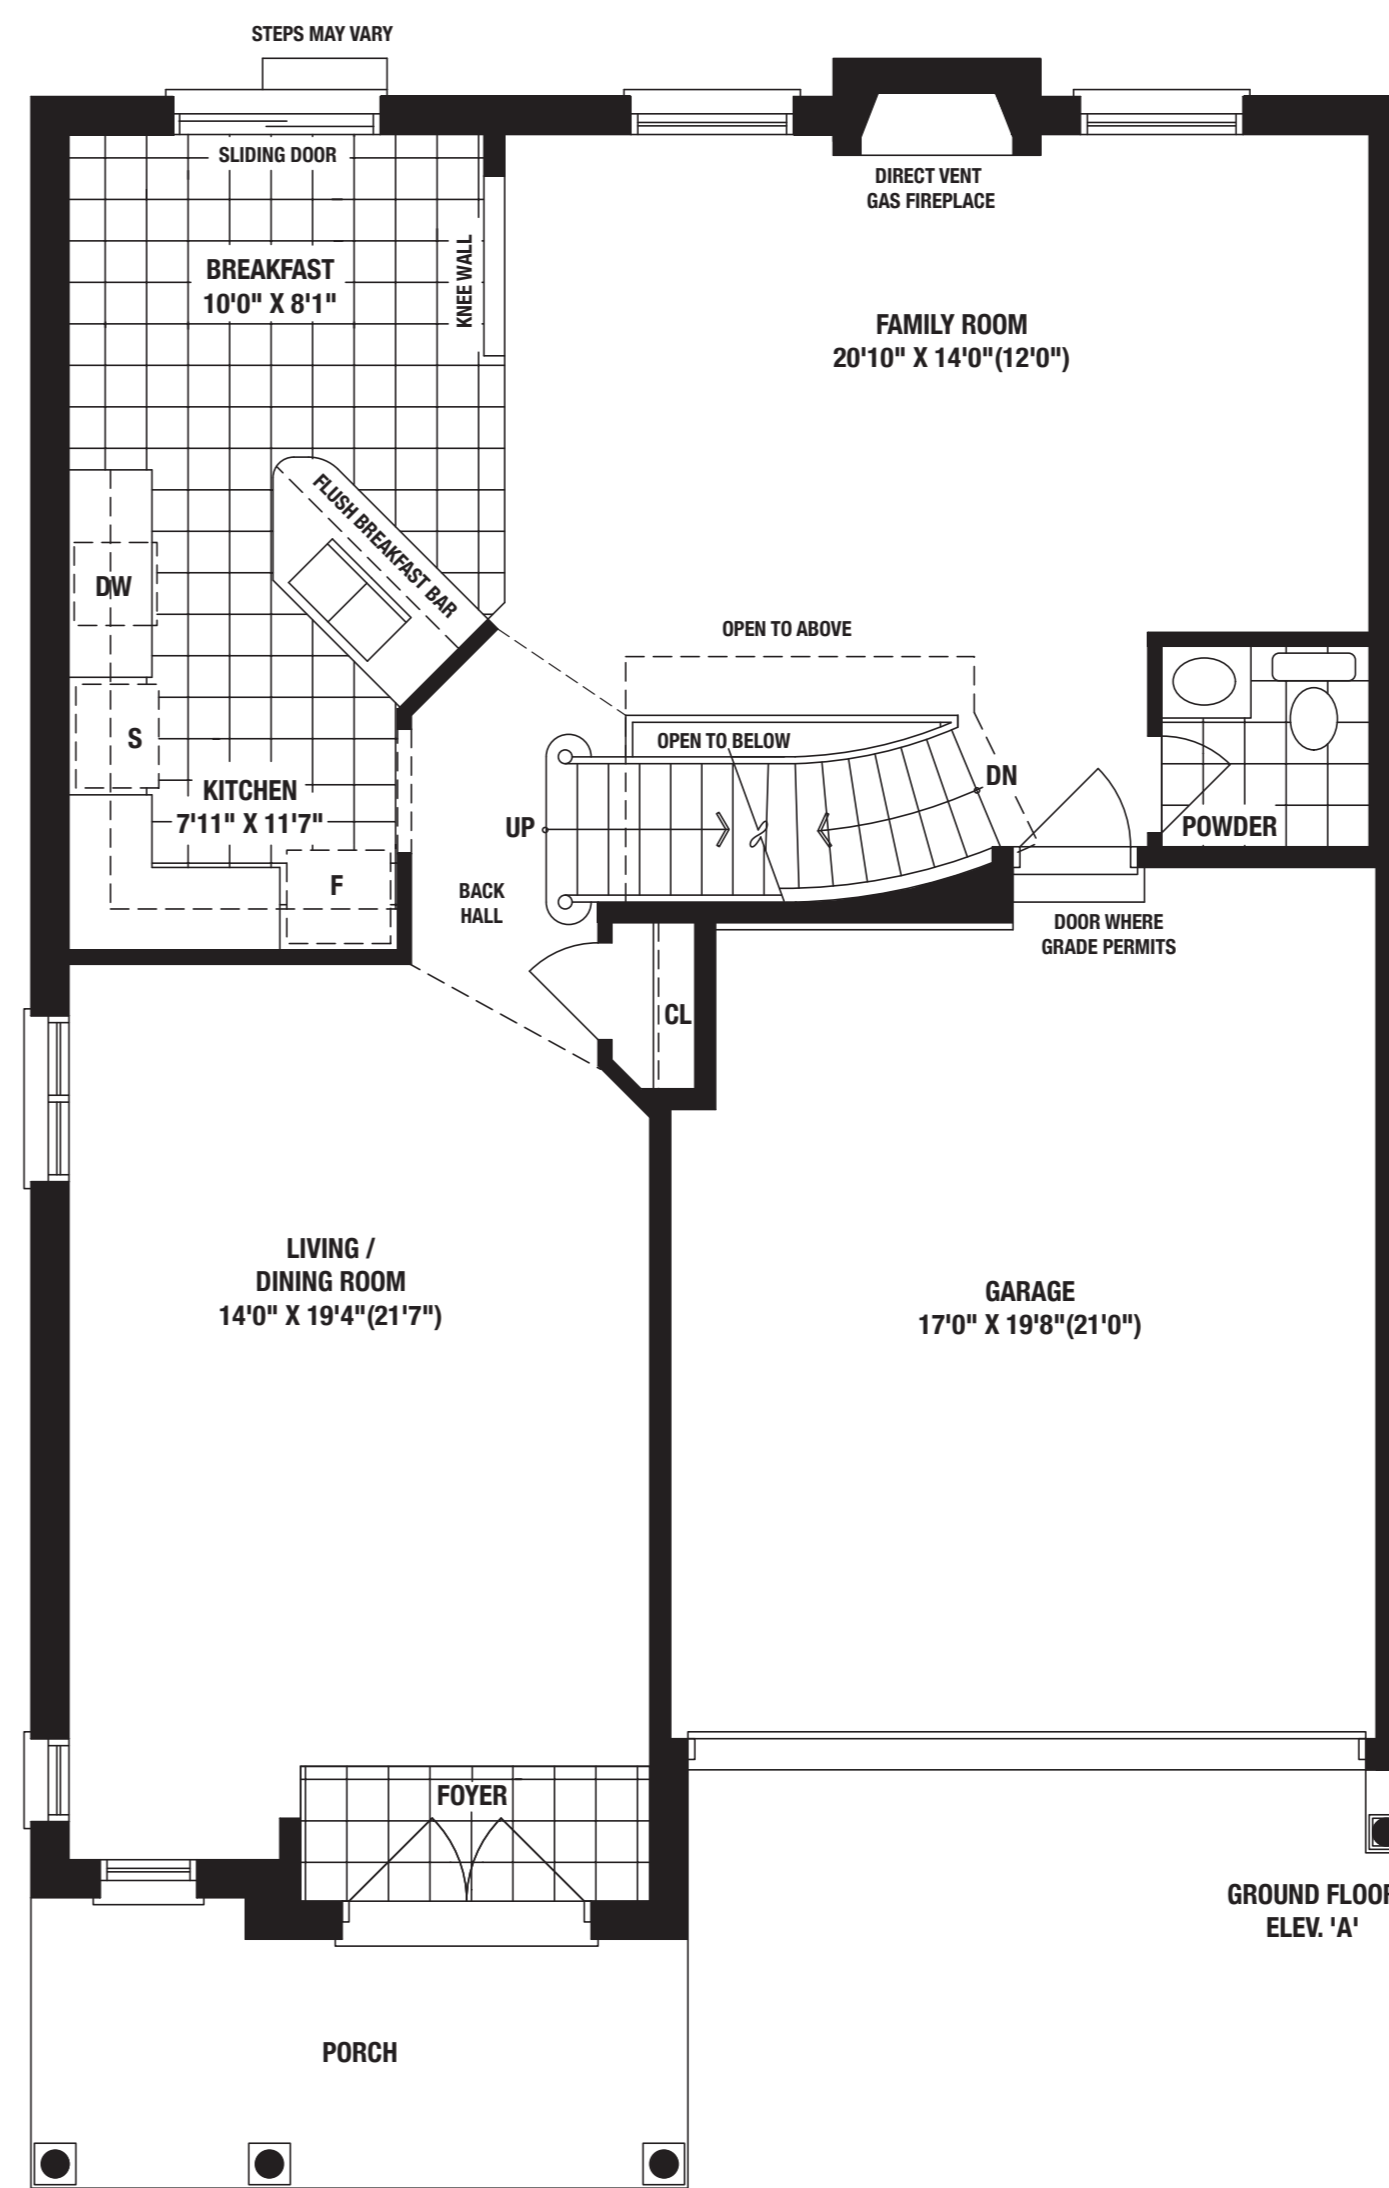 STEPS MAY VARY
SLIDING DOOR
DIRECT VENT
GAS FIREPLACE
BREAKFAST
10'0" X 8'1"
KNEE WALL
FAMILY ROOM
20'10" X 14'0"(12'0")
FLUSH BREAKFAST BAR
DW
OPEN TO ABOVE
S
OPEN TO BELOW
KITCHEN
7'11" X 11'7"
DN
UP
POWDER
F
BACK
HALL
DOOR WHERE
GRADE PERMITS
CL
LIVING /
DINING ROOM
14'0" X 19'4"(21'7")
GARAGE
17'0" X 19'8"(21'0")
FOYER
GROUND FLOOR
ELEV. 'A'
PORCH